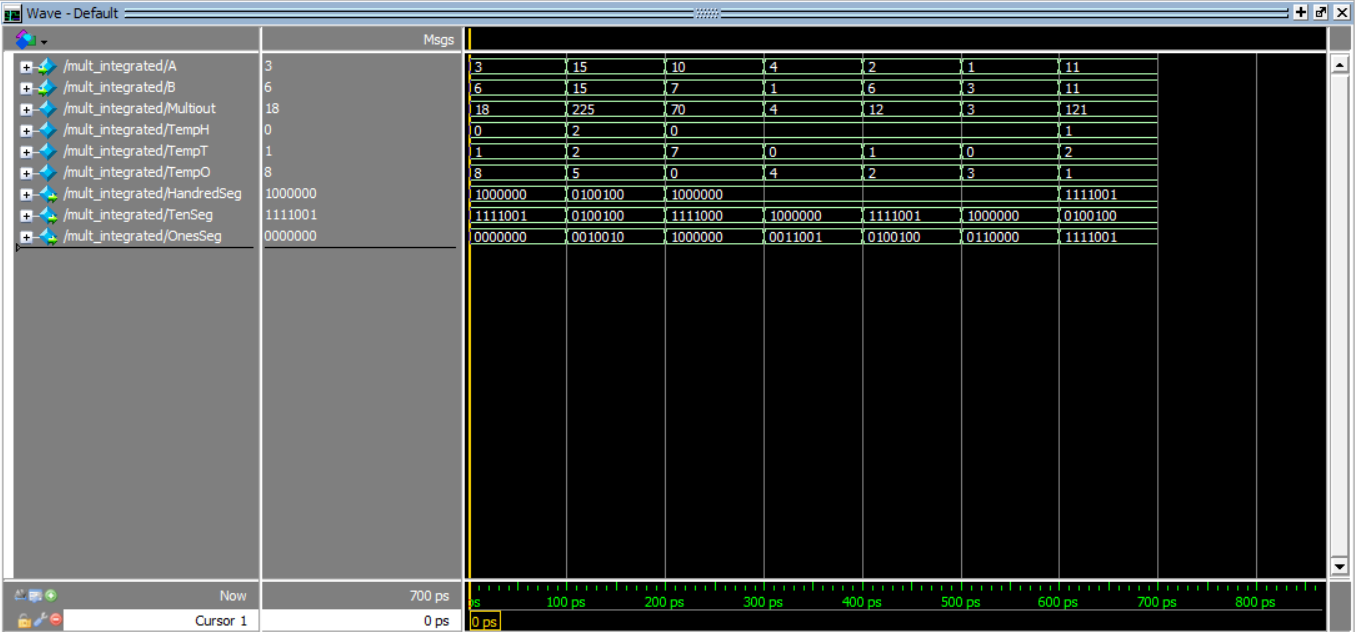 Wave - Default
Msgs
/mult_integrated/A 3 3 15 10 4 2 1 11
/mult_integrated/B 6 6 15 7 1 6 3 11
/mult_integrated/Multiout 18 18 225 70 4 12 3 121
/mult_integrated/TempH 0 0 2 0 1
/mult_integrated/TempT 1 1 2 7 0 1 0 2
/mult_integrated/TempO 8 8 5 0 4 2 3 1
/mult_integrated/HandredSeg 1000000 1000000 0100100 1000000 1111001
/mult_integrated/TenSeg 1111001 1111001 0100100 1111000 1000000 1111001 1000000 0100100
/mult_integrated/OnesSeg 0000000 0000000 0010010 1000000 0011001 0100100 0110000 1111001
Now 700 ps ps 100 ps 200 ps 300 ps 400 ps 500 ps 600 ps 700 ps 800 ps
Cursor 1 0 ps 0 ps